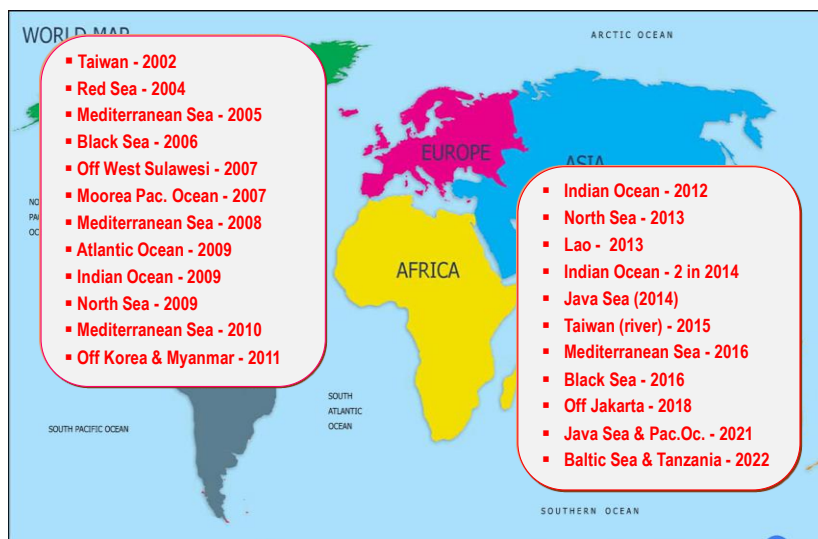 WORLD MAP
ARCTIC OCEAN
▪ Taiwan - 2002
▪ Red Sea - 2004
▪ Mediterranean Sea - 2005
▪ Black Sea - 2006
▪ Off West Sulawesi - 2007
▪ Moorea Pac. Ocean - 2007
▪ Mediterranean Sea - 2008
▪ Atlantic Ocean - 2009
▪ Indian Ocean - 2009
▪ North Sea - 2009
▪ Mediterranean Sea - 2010
▪ Off Korea & Myanmar - 2011
EUROPE
ASIA
AFRICA
▪ Indian Ocean - 2012
▪ North Sea - 2013
▪ Lao - 2013
▪ Indian Ocean - 2 in 2014
▪ Java Sea (2014)
▪ Taiwan (river) - 2015
▪ Mediterranean Sea - 2016
▪ Black Sea - 2016
▪ Off Jakarta - 2018
▪ Java Sea & Pac.Oc. - 2021
▪ Baltic Sea & Tanzania - 2022
SOUTH
ATLANTIC
OCEAN
SOUTH PACIFIC OCEAN
SOUTHERN OCEAN